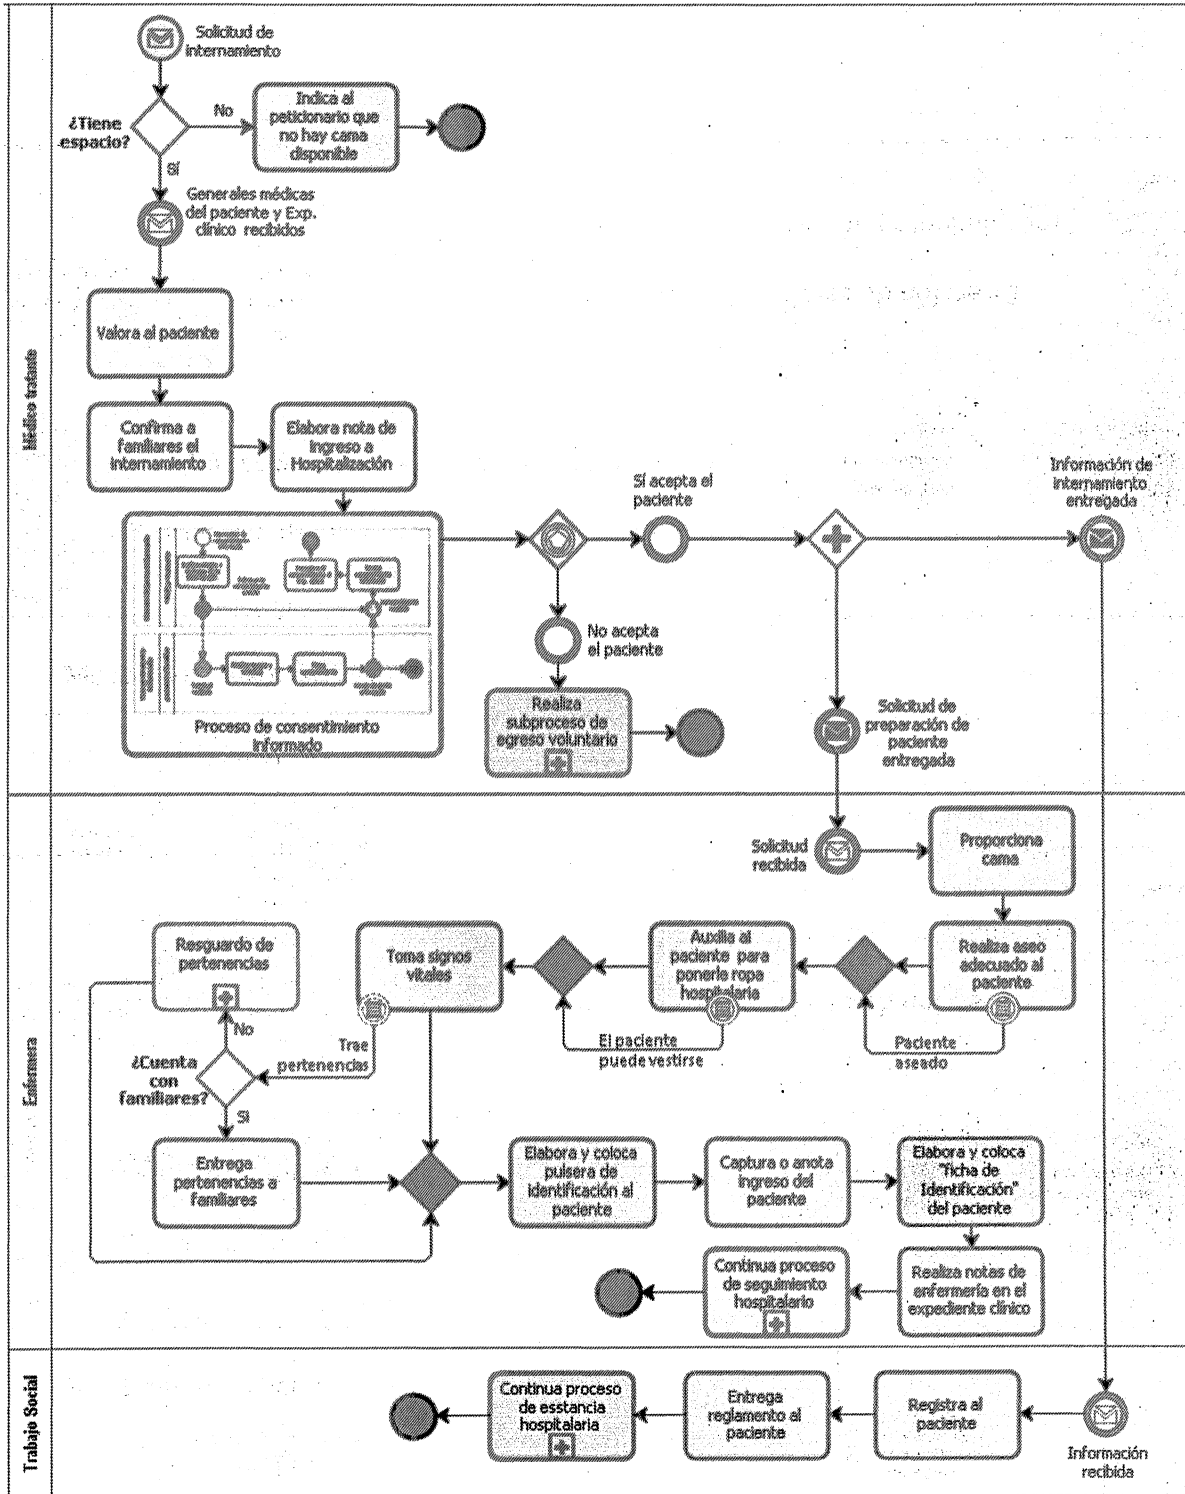 Médico tratante
Solicitud de
internamiento
¿Tiene
espacio?
No
Indica al
peticionario que
no hay cama
disponible
Sí
Generales médicas
del paciente y Exp.
clínico recibidos
Valora al paciente
Confirma a
familiares el
internamiento
Elabora nota de
ingreso a
Hospitalización
Proceso de consentimiento
informado
Sí acepta el
paciente
Información de
internamiento
entregada
No acepta
el paciente
Realiza
subproceso de
egreso voluntario
Solicitud de
preparación de
paciente
entregada
Enfermera
Solicitud
recibida
Proporciona
cama
Realiza aseo
adecuado al
paciente
Paciente
aseado
Auxilia al
paciente para
ponerle ropa
hospitalaria
El paciente
puede vestirse
Toma signos
vitales
Trae
pertenencias
Resguardo de
pertenencias
No
¿Cuenta
con
familiares?
Sí
Entrega
pertenencias a
familiares
Elabora y coloca
pulsera de
identificación al
paciente
Captura o anota
ingreso del
paciente
Elabora y coloca
"ficha de
Identificación"
del paciente
Realiza notas de
enfermería en el
expediente clínico
Continua proceso
de seguimiento
hospitalario
Trabajo Social
Información
recibida
Registra al
paciente
Entrega
reglamento al
paciente
Continua proceso
de esstancia
hospitalaria